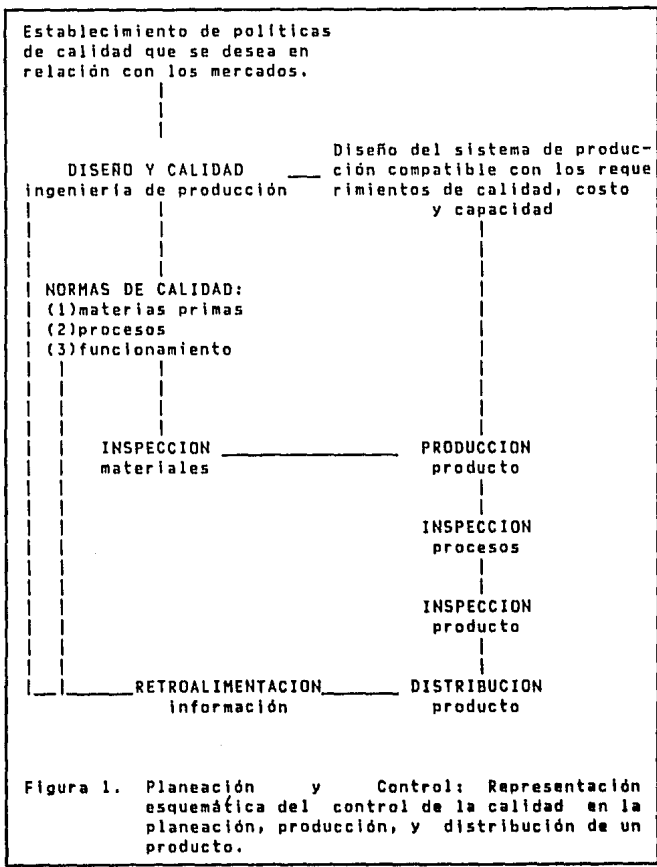 Establecimiento de políticas
de calidad que se desea en
relación con los mercados.
Diseño del sistema de produc-
DISEÑO Y CALIDAD ción compatible con los reque
ingeniería de producción rimientos de calidad, costo
y capacidad
NORMAS DE CALIDAD:
(1)materias primas
(2)procesos
(3)funcionamiento
INSPECCION PRODUCCION
materiales producto
INSPECCION
procesos
INSPECCION
producto
RETROALIMENTACION DISTRIBUCION
información producto
Figura 1. Planeación y Control: Representación
esquemática del control de la calidad en la
planeación, producción, y distribución de un
producto.